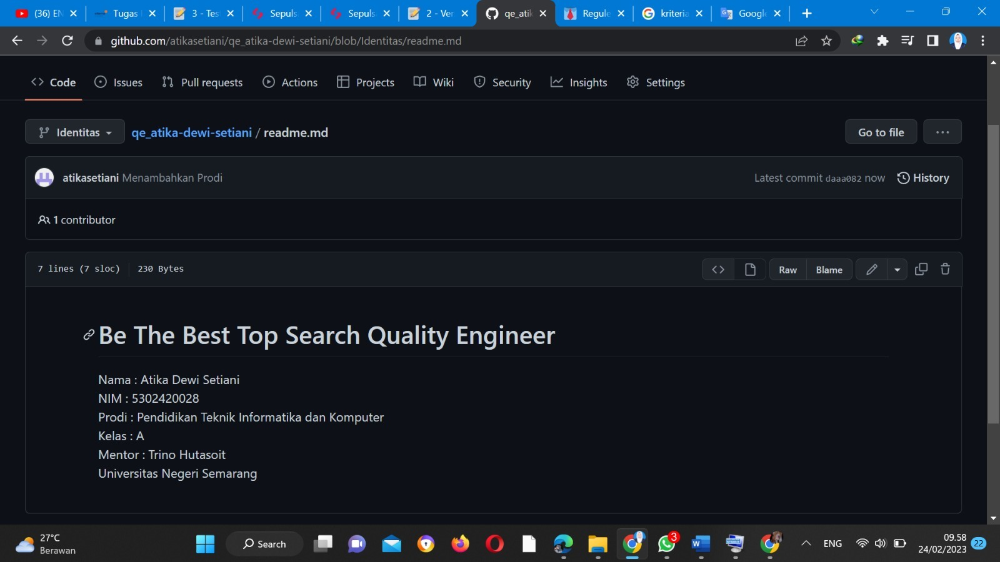 (36) EN
Tugas
3 - Tes
Sepuls
Sepuls
2 - Ver
qe_atik
Regule
kriteria
Google
github.com/atikasetiani/qe_atika-dewi-setiani/blob/Identitas/readme.md
Code Issues Pull requests Actions Projects Wiki Security Insights Settings
Identitas qe_atika-dewi-setiani / readme.md Go to file ...
atikasetiani Menambahkan Prodi Latest commit daaa082 now History
1 contributor
7 lines (7 sloc) 230 Bytes <> Raw Blame
Be The Best Top Search Quality Engineer
Nama : Atika Dewi Setiani
NIM : 5302420028
Prodi : Pendidikan Teknik Informatika dan Komputer
Kelas : A
Mentor : Trino Hutasoit
Universitas Negeri Semarang
27°C
Berawan
Search
3
ENG
09.58
24/02/2023
22